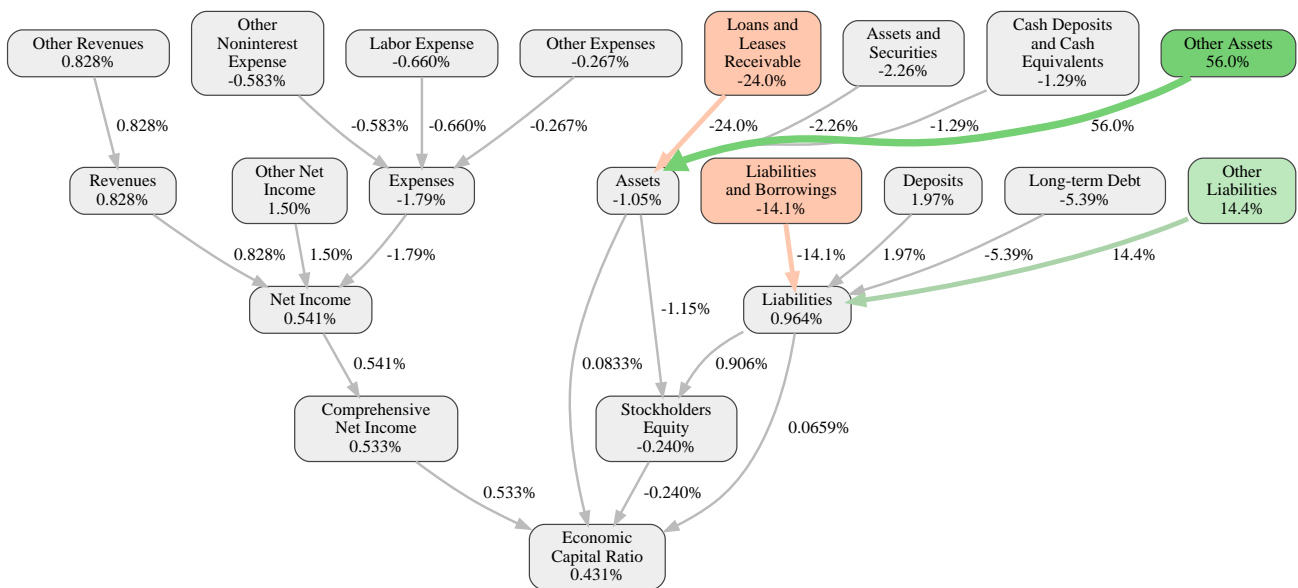 Other Revenues
0.828%
Other
Noninterest
Expense
-0.583%
Labor Expense
-0.660%
Other Expenses
-0.267%
Loans and
Leases
Receivable
-24.0%
Assets and
Securities
-2.26%
Cash Deposits
and Cash
Equivalents
-1.29%
Other Assets
56.0%
0.828%
-0.583%
-0.660%
-0.267%
-24.0%
-2.26%
-1.29%
56.0%
Revenues
0.828%
Other Net
Income
1.50%
Expenses
-1.79%
Assets
-1.05%
Liabilities
and Borrowings
-14.1%
Deposits
1.97%
Long-term Debt
-5.39%
Other
Liabilities
14.4%
0.828%
1.50%
-1.79%
-14.1%
1.97%
-5.39%
14.4%
Net Income
0.541%
-1.15%
Liabilities
0.964%
0.541%
0.0833%
0.906%
Comprehensive
Net Income
0.533%
Stockholders
Equity
-0.240%
0.0659%
0.533%
-0.240%
Economic
Capital Ratio
0.431%